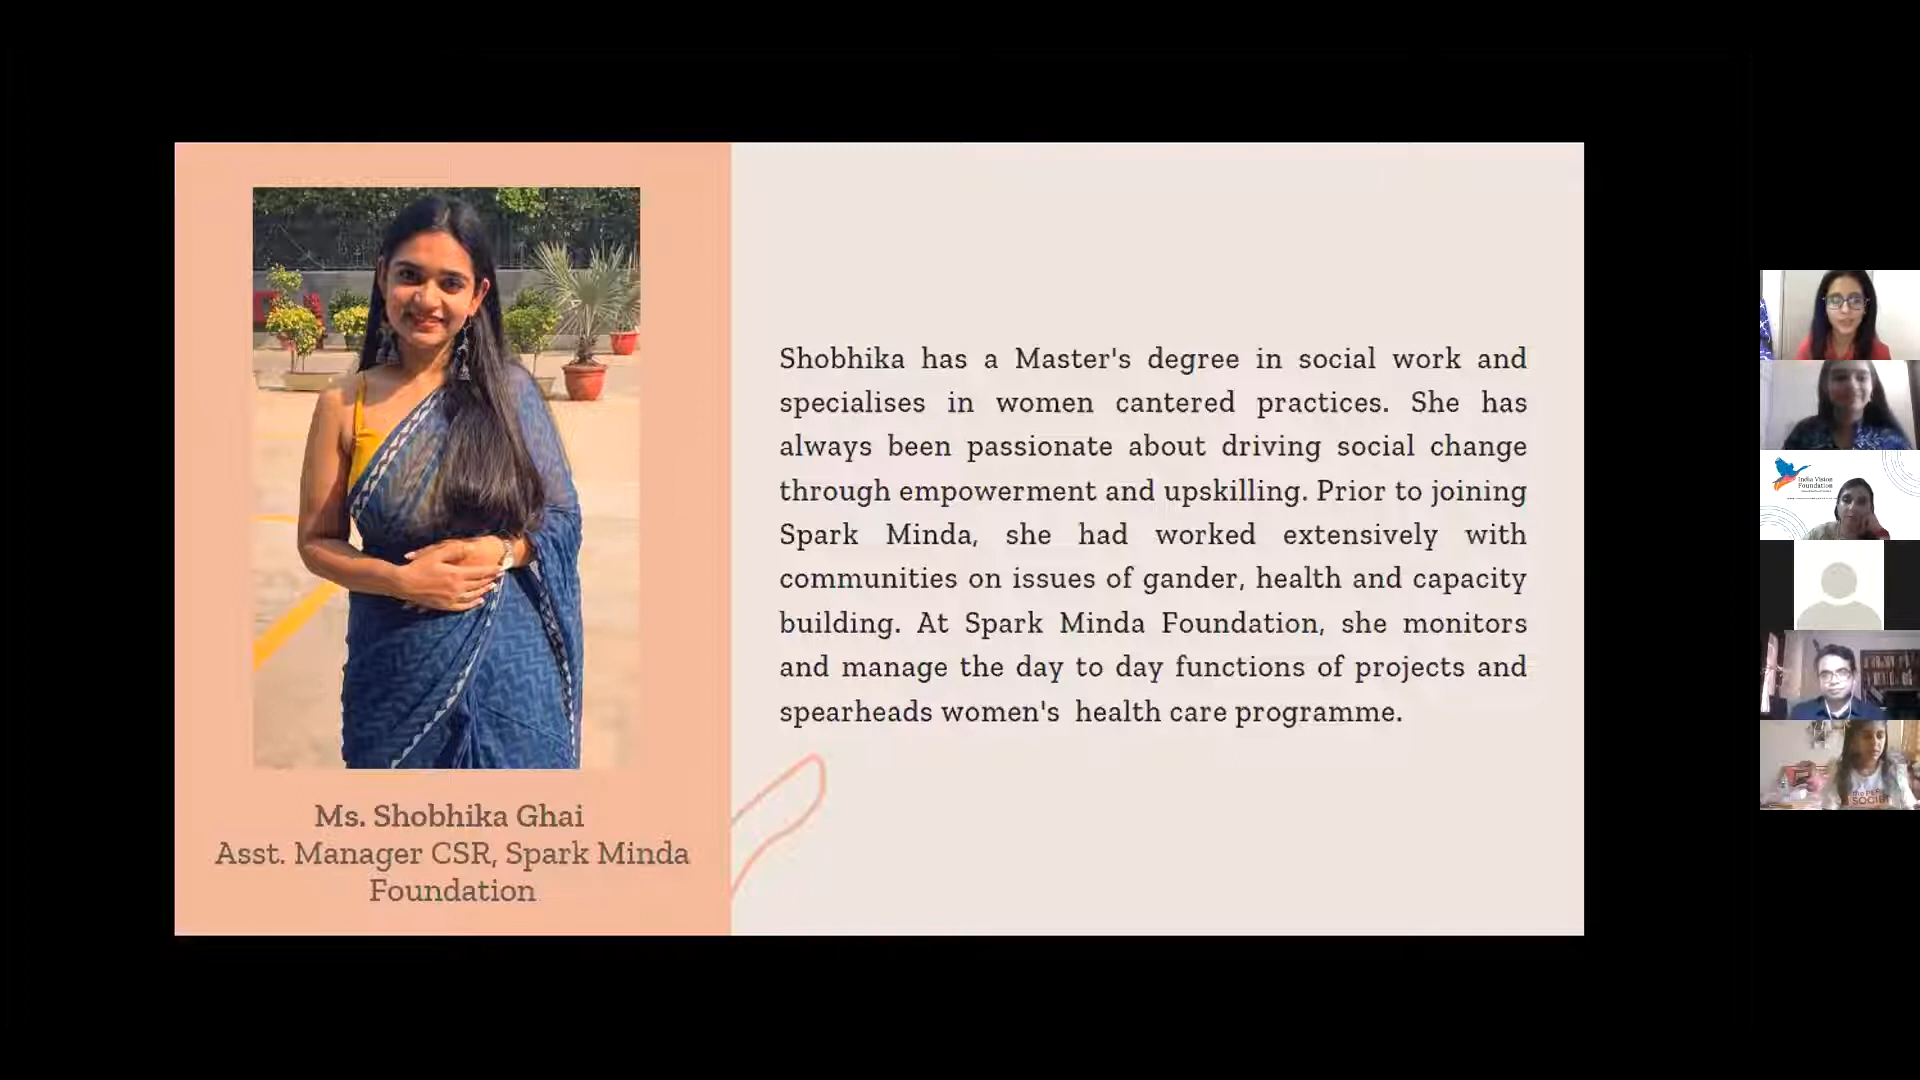 Shobhika has a Master's degree in social work and
specialises in women cantered practices. She has
always been passionate about driving social change
through empowerment and upskilling. Prior to joining
Spark Minda, she had worked extensively with
communities on issues of gander, health and capacity
building. At Spark Minda Foundation, she monitors
and manage the day to day functions of projects and
spearheads women's health care programme.
Ms. Shobhika Ghai
Asst. Manager CSR, Spark Minda
Foundation
India Vision
Foundation